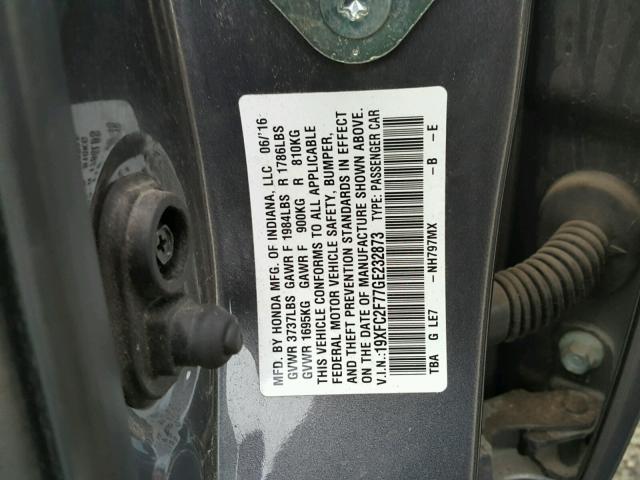 MFD. BY HONDA MFG. OF INDIANA, LLC 06/16
GVWR 3737LBS GAWR F 1984LBS R 1786LBS
GVWR 1695KG GAWR F 900KG R 810KG
THIS VEHICLE CONFORMS TO ALL APPLICABLE
FEDERAL MOTOR VEHICLE SAFETY, BUMPER,
AND THEFT PREVENTION STANDARDS IN EFFECT
ON THE DATE OF MANUFACTURE SHOWN ABOVE.
V.I.N.:19XFC2F77GE232873 TYPE: PASSENGER CAR
TBA G LE7 -NH797MX -B -E